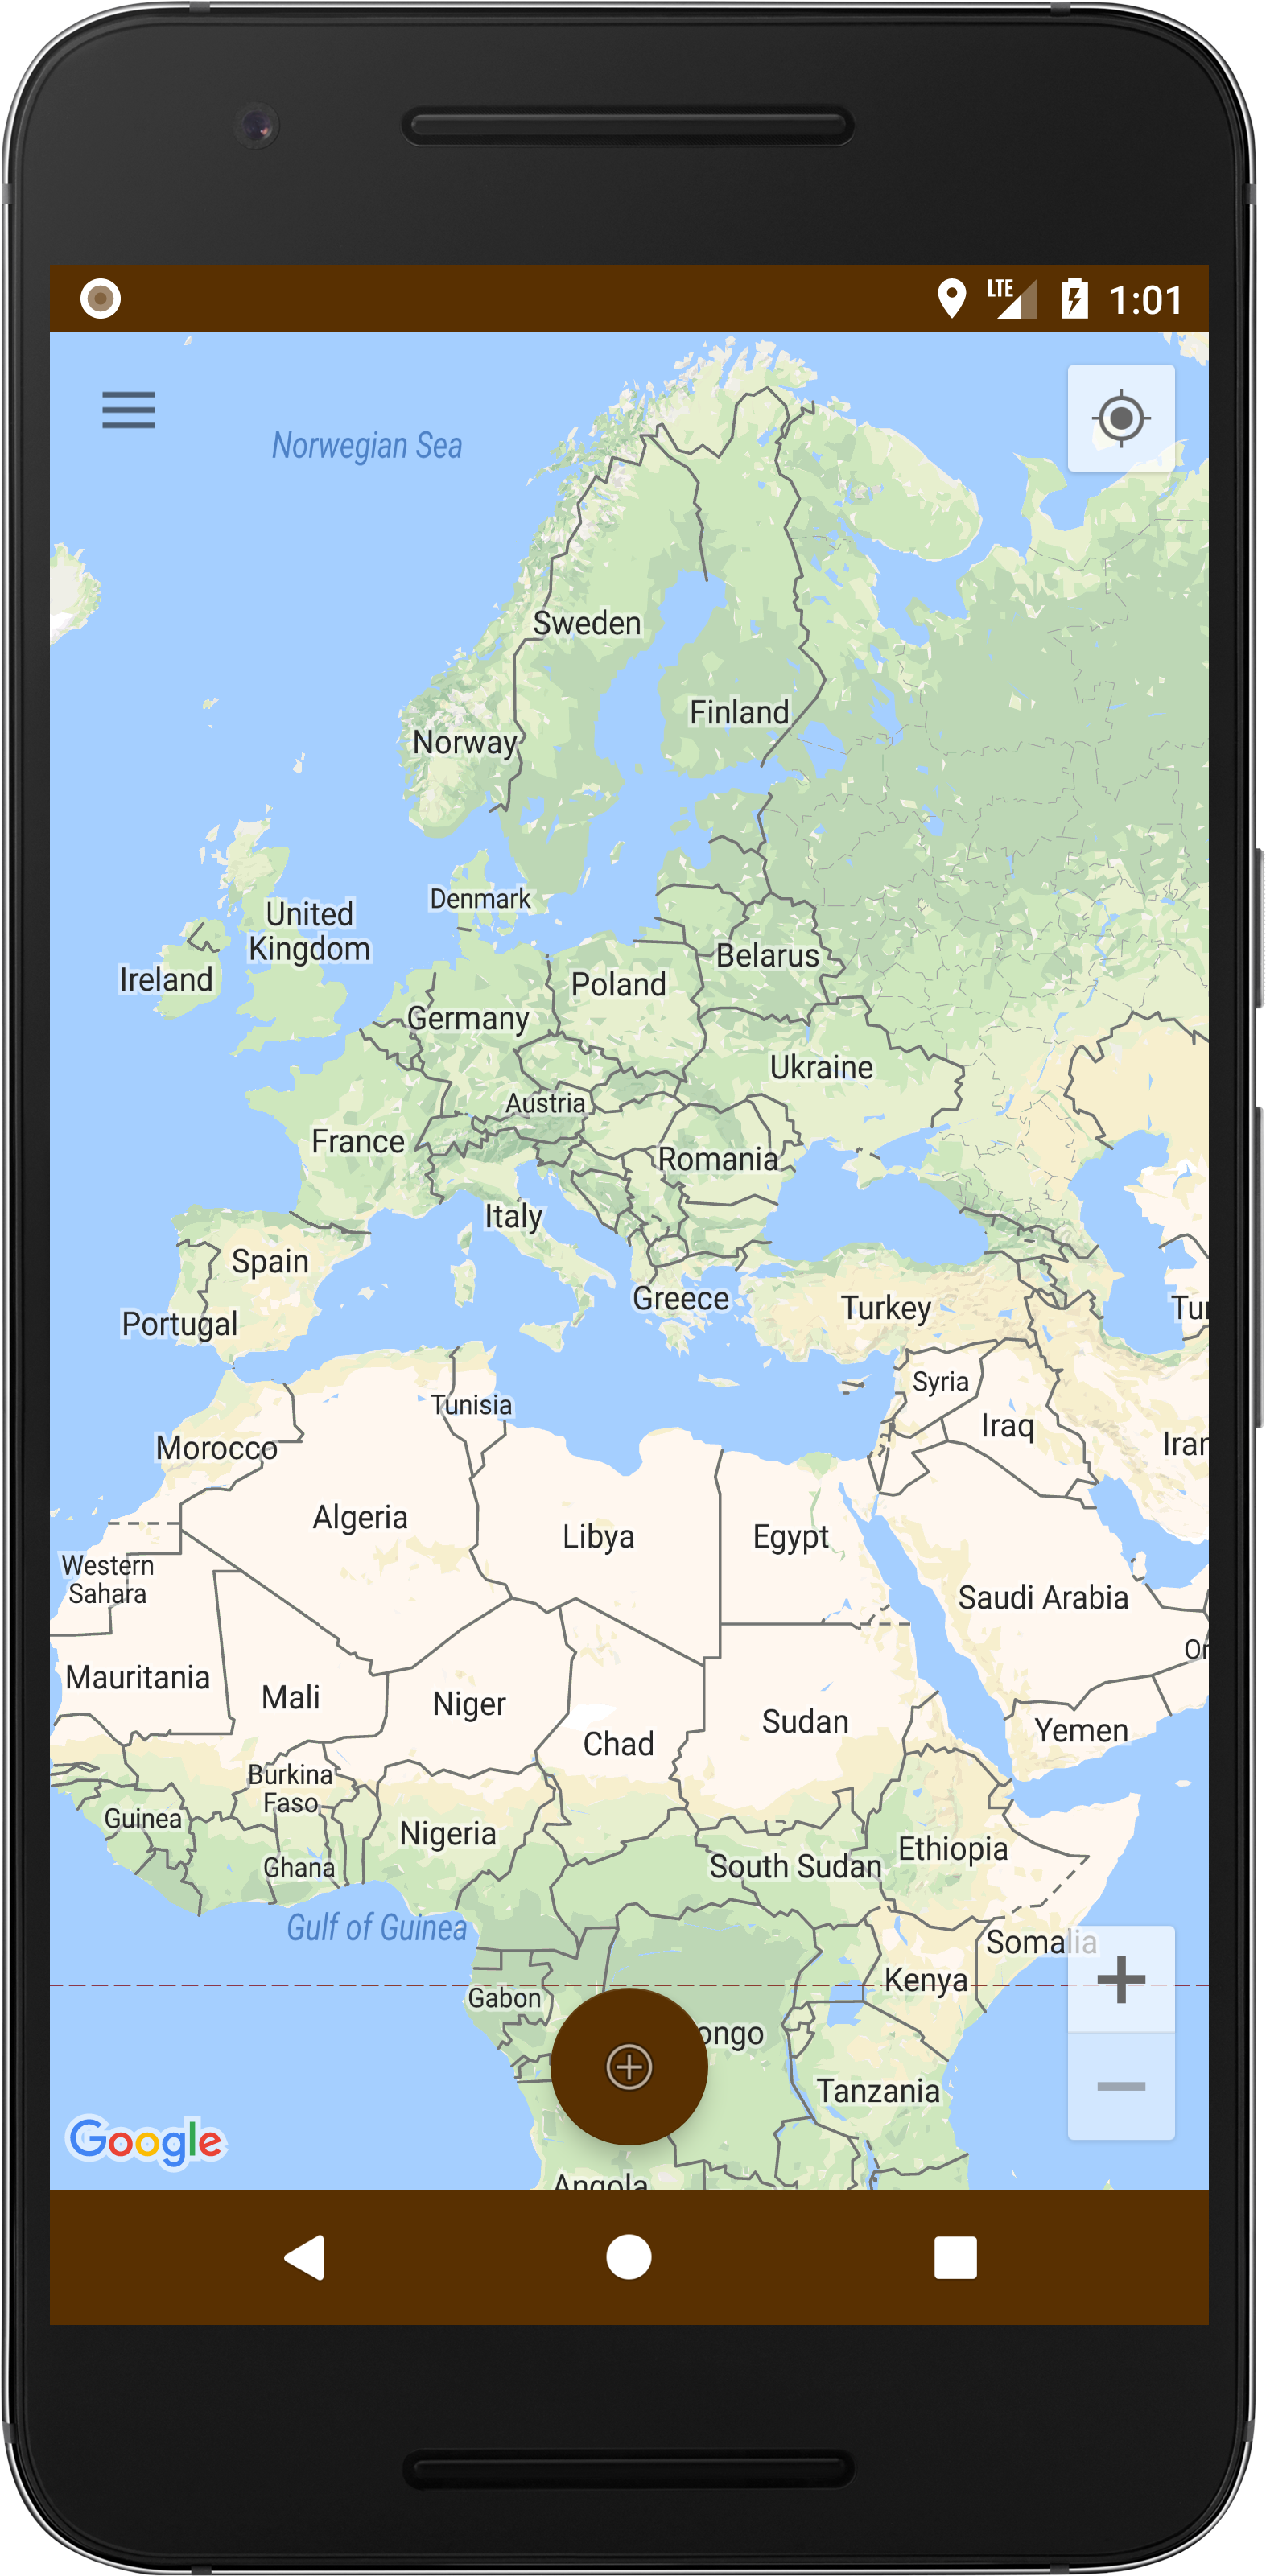 LTE 1:01
Norwegian Sea
Sweden
Finland
Norway
Denmark
United
Kingdom
Belarus
Ireland
Poland
Germany
Ukraine
Austria
France
Romania
Italy
Spain
Greece
Turkey
Portugal
Tur
Syria
Tunisia
Iraq
Iran
Morocco
Algeria
Libya
Egypt
Western
Sahara
Saudi Arabia
Or
Mauritania
Mali
Niger
Sudan
Yemen
Chad
Burkina
Faso
Guinea
Nigeria
Ethiopia
South Sudan
Ghana
Gulf of Guinea
Somalia
Kenya
Gabon
ongo
Tanzania
Google
Angola